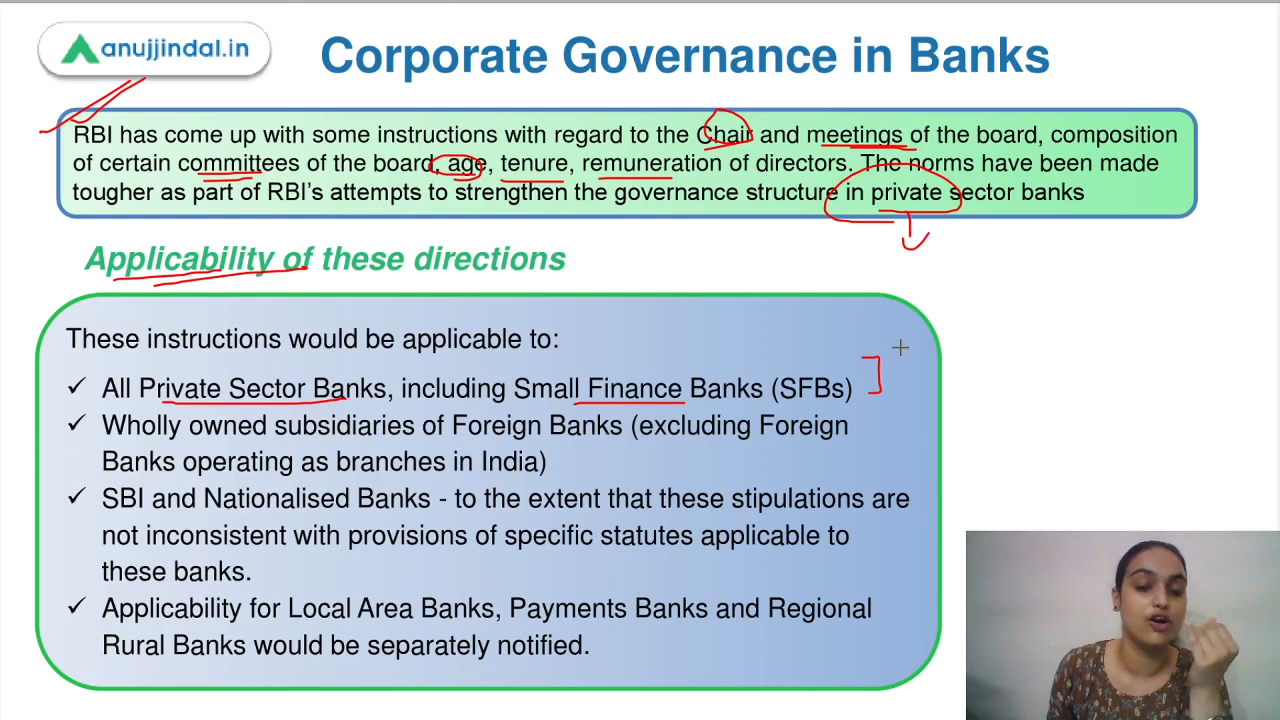 anujjindal.in
Corporate Governance in Banks
RBI has come up with some instructions with regard to the Chair and meetings of the board, composition
of certain committees of the board, age, tenure, remuneration of directors. The norms have been made
tougher as part of RBI's attempts to strengthen the governance structure in private sector banks
Applicability of these directions
These instructions would be applicable to:
✓ All Private Sector Banks, including Small Finance Banks (SFBs)
✓ Wholly owned subsidiaries of Foreign Banks (excluding Foreign
Banks operating as branches in India)
✓ SBI and Nationalised Banks - to the extent that these stipulations are
not inconsistent with provisions of specific statutes applicable to
these banks.
✓ Applicability for Local Area Banks, Payments Banks and Regional
Rural Banks would be separately notified.